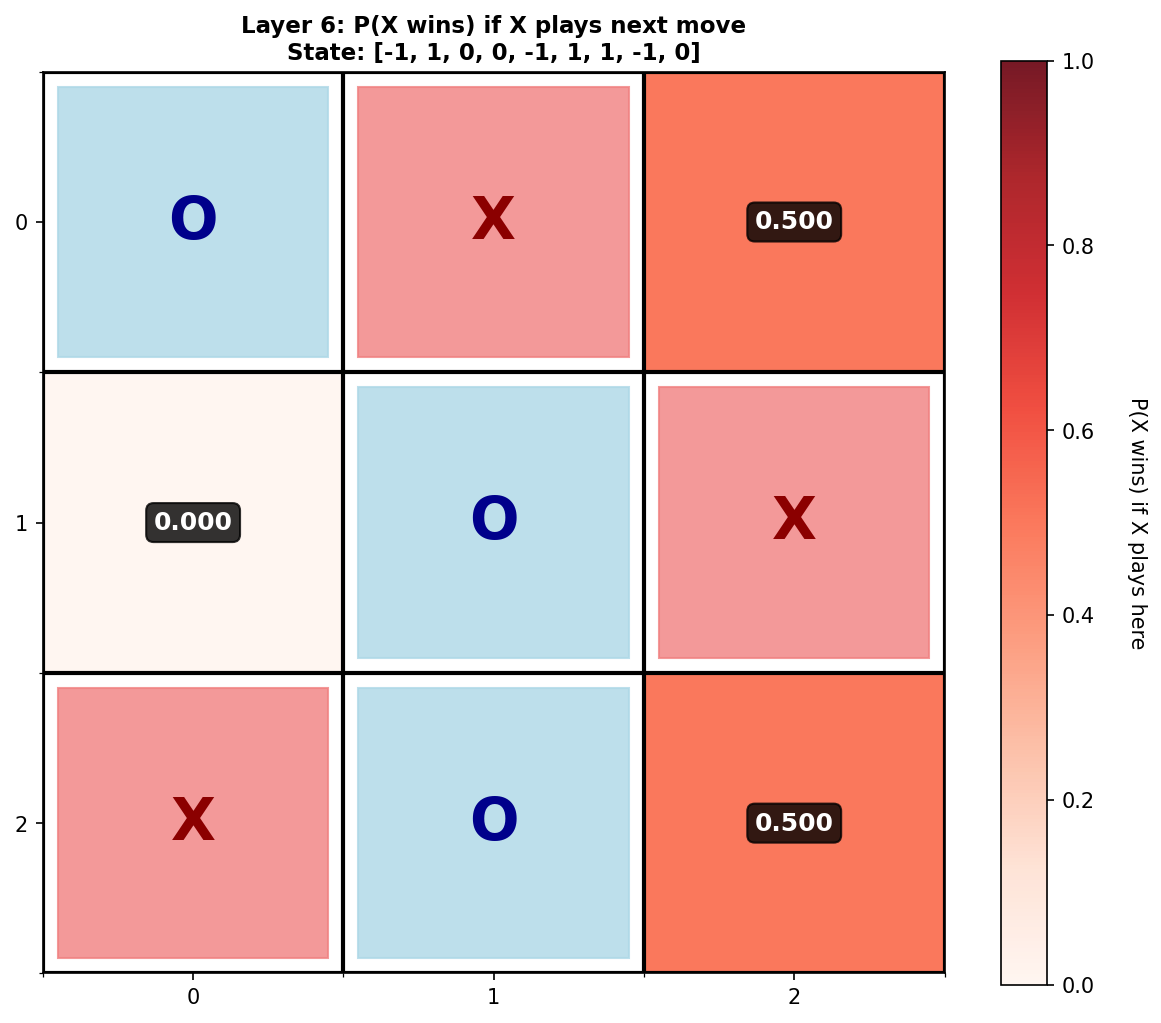 Layer 6: P(X wins) if X plays next move
State: [-1, 1, 0, 0, -1, 1, 1, -1, 0]
O
X
0.500
0.000
O
X
X
O
0.500
0
1
2
0
1
2
1.0
0.8
0.6
0.4
0.2
0.0
P(X wins) if X plays here